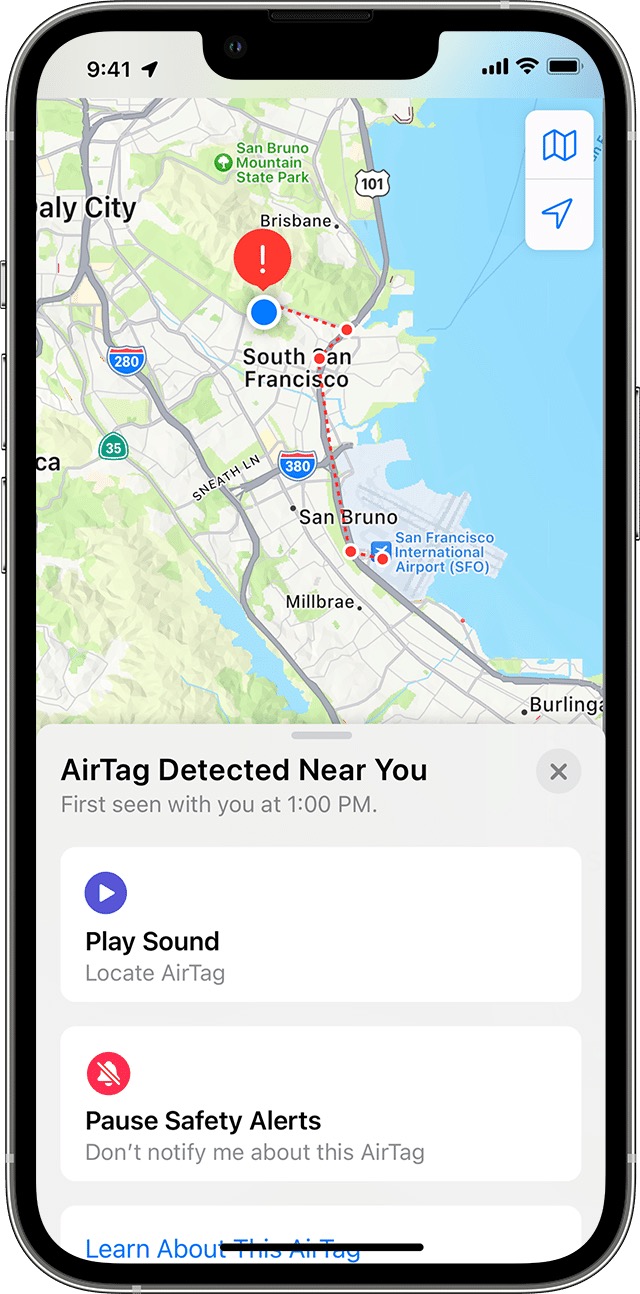 9:41
San Bruno
Mountain
State Park
101
aly City
Brisbane
!
South San
Francisco
280
35
ca
380
SNEATH LN
San Bruno
San Francisco
International
Airport (SFO)
Millbrae
Burlinga
AirTag Detected Near You
First seen with you at 1:00 PM.
Play Sound
Locate AirTag
Pause Safety Alerts
Don’t notify me about this AirTag
Learn About This AirTag